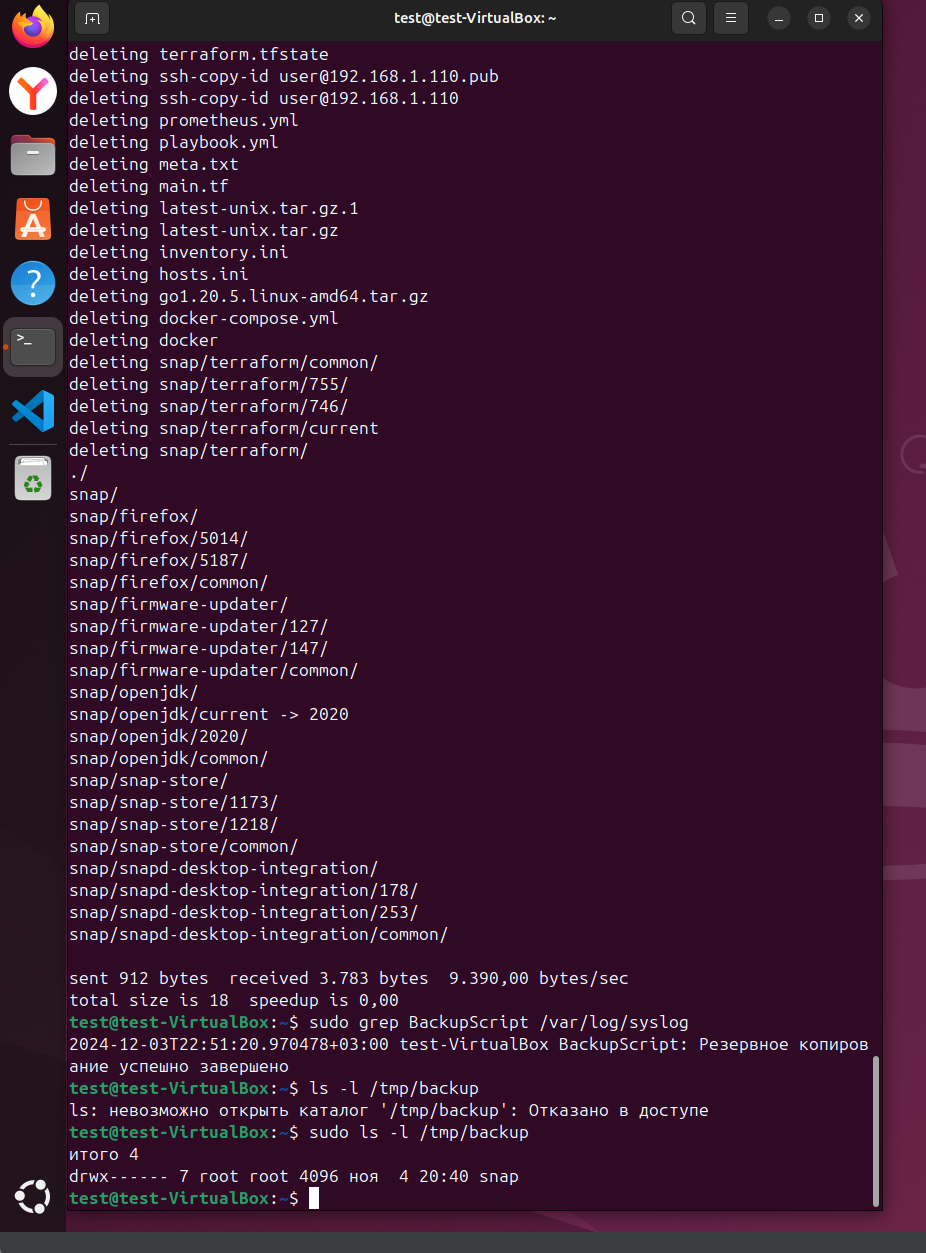 test@test-VirtualBox: ~
deleting terraform.tfstate
deleting ssh-copy-id user@192.168.1.110.pub
deleting ssh-copy-id user@192.168.1.110
deleting prometheus.yml
deleting playbook.yml
deleting meta.txt
deleting main.tf
deleting latest-unix.tar.gz.1
deleting latest-unix.tar.gz
deleting inventory.ini
deleting hosts.ini
deleting go1.20.5.linux-amd64.tar.gz
deleting docker-compose.yml
deleting docker
deleting snap/terraform/common/
deleting snap/terraform/755/
deleting snap/terraform/746/
deleting snap/terraform/current
deleting snap/terraform/
./
snap/
snap/firefox/
snap/firefox/5014/
snap/firefox/5187/
snap/firefox/common/
snap/firmware-updater/
snap/firmware-updater/127/
snap/firmware-updater/147/
snap/firmware-updater/common/
snap/openjdk/
snap/openjdk/current -> 2020
snap/openjdk/2020/
snap/openjdk/common/
snap/snap-store/
snap/snap-store/1173/
snap/snap-store/1218/
snap/snap-store/common/
snap/snapd-desktop-integration/
snap/snapd-desktop-integration/178/
snap/snapd-desktop-integration/253/
snap/snapd-desktop-integration/common/
sent 912 bytes  received 3.783 bytes  9.390,00 bytes/sec
total size is 18  speedup is 0,00
test@test-VirtualBox:~$ sudo grep BackupScript /var/log/syslog
2024-12-03T22:51:20.970478+03:00 test-VirtualBox BackupScript: Резервное копиров
ание успешно завершено
test@test-VirtualBox:~$ ls -l /tmp/backup
ls: невозможно открыть каталог '/tmp/backup': Отказано в доступе
test@test-VirtualBox:~$ sudo ls -l /tmp/backup
итого 4
drwx------ 7 root root 4096 ноя  4 20:40 snap
test@test-VirtualBox:~$